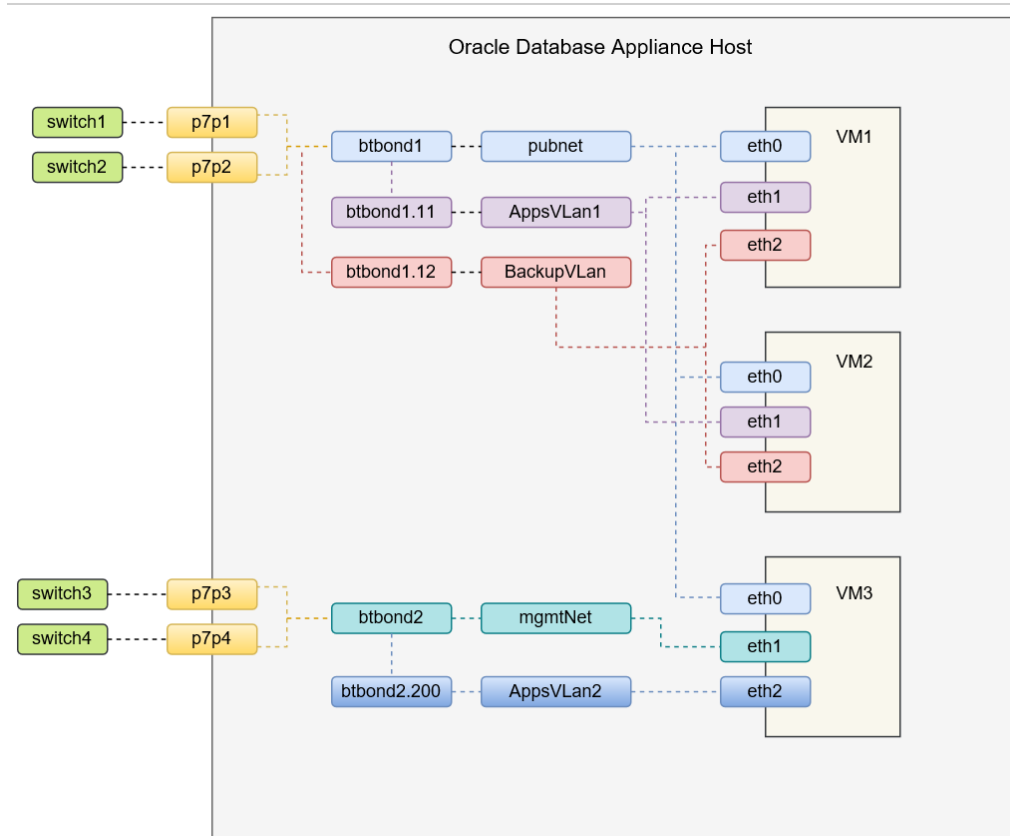 Oracle Database Appliance Host
switch1
p7p1
switch2
p7p2
btbond1
pubnet
eth0
VM1
btbond1.11
AppsVLan1
eth1
btbond1.12
BackupVLan
eth2
VM2
eth0
eth1
eth2
switch3
p7p3
switch4
p7p4
btbond2
mgmtNet
eth0
VM3
eth1
btbond2.200
AppsVLan2
eth2